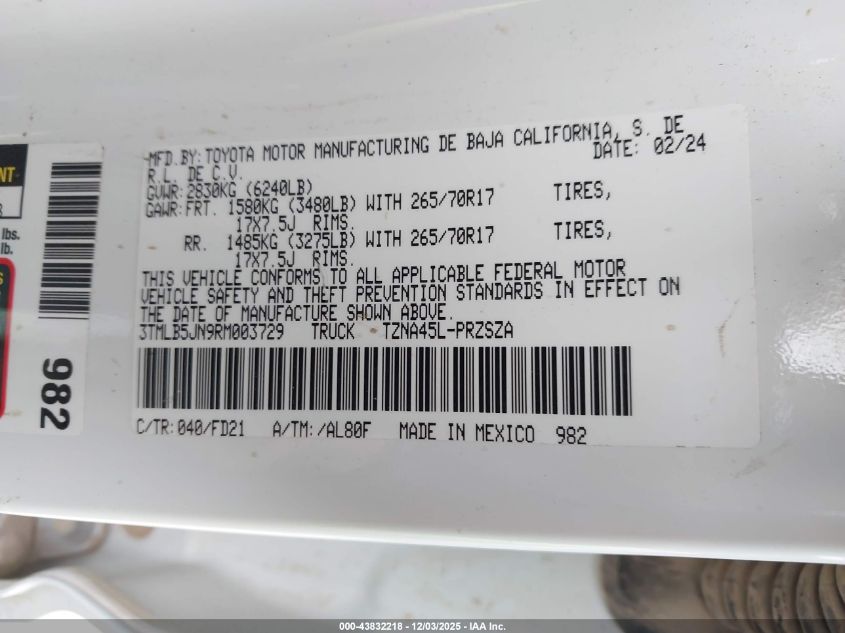 MFD.BY: TOYOTA MOTOR MANUFACTURING DE BAJA CALIFORNIA, S. DE
R.L. DE C.V. DATE: 02/24
GVWR: 2830KG (6240LB)
GAWR: FRT. 1580KG (3480LB) WITH 265/70R17 TIRES,
17X7.5J RIMS.
RR. 1485KG (3275LB) WITH 265/70R17 TIRES,
17X7.5J RIMS.
THIS VEHICLE CONFORMS TO ALL APPLICABLE FEDERAL MOTOR
VEHICLE SAFETY AND THEFT PREVENTION STANDARDS IN EFFECT ON
THE DATE OF MANUFACTURE SHOWN ABOVE.
3TMLB5JN9RM003729 TRUCK TZNA45L-PRZSZA
C/TR: 040/FD21 A/TM: /AL80F MADE IN MEXICO 982
lbs.
lb.
982
000-43832218 - 12/03/2025 - IAA Inc.